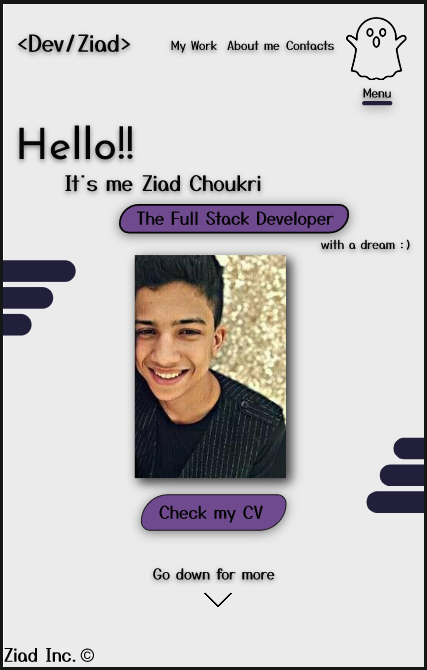 <Dev/Ziad>
My Work About me Contacts
Menu
Hello!!
It's me Ziad Choukri
The Full Stack Developer
with a dream :)
Check my CV
Go down for more
Ziad Inc. ©